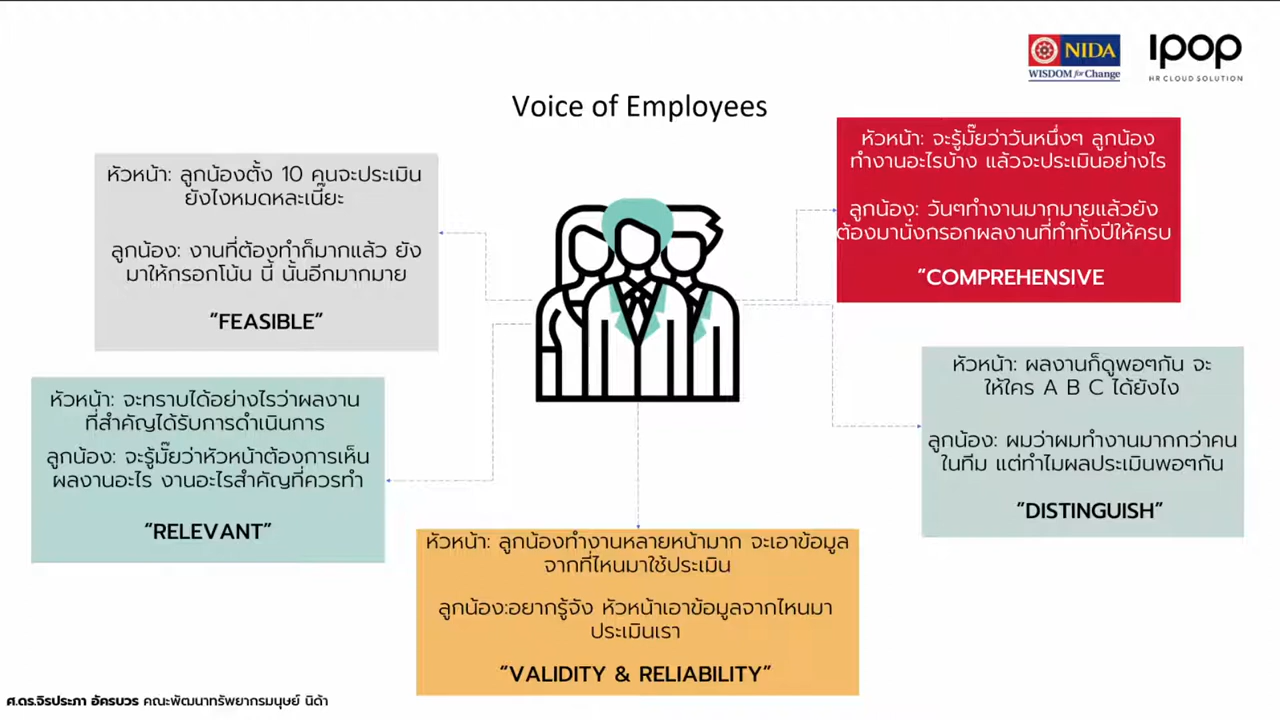 NIDA
WISDOM for Change
IPOP
HR CLOUD SOLUTION
Voice of Employees
หัวหน้า: ลูกน้องตั้ง 10 คนจะประเมิน
ยังไงหมดหละเนี๊ยะ
ลูกน้อง: งานที่ต้องทำก็มากแล้ว ยัง
มาให้กรอกโน้น นี้ นั้นอีกมากมาย
“FEASIBLE”
หัวหน้า: จะรู้มั๊ยว่าวันหนึ่งๆ ลูกน้อง
ทำงานอะไรบ้าง แล้วจะประเมินอย่างไร
ลูกน้อง: วันๆทำงานมากมายแล้วยัง
ต้องมานั่งกรอกผลงานที่ทำทั้งปีให้ครบ
“COMPREHENSIVE
หัวหน้า: จะทราบได้อย่างไรว่าผลงาน
ที่สำคัญได้รับการดำเนินการ
ลูกน้อง: จะรู้มั๊ยว่าหัวหน้าต้องการเห็น
ผลงานอะไร งานอะไรสำคัญที่ควรทำ
“RELEVANT”
หัวหน้า: ผลงานก็ดูพอๆกัน จะ
ให้ใคร A B C ได้ยังไง
ลูกน้อง: ผมว่าผมทำงานมากกว่าคน
ในทีม แต่ทำไมผลประเมินพอๆกัน
“DISTINGUISH”
หัวหน้า: ลูกน้องทำงานหลายหน้ามาก จะเอาข้อมูล
จากที่ไหนมาใช้ประเมิน
ลูกน้อง:อยากรู้จัง หัวหน้าเอาข้อมูลจากไหนมา
ประเมินเรา
“VALIDITY & RELIABILITY”
ศ.ดร.จิรประภา อัครบวร คณะพัฒนาทรัพยากรมนุษย์ นิด้า